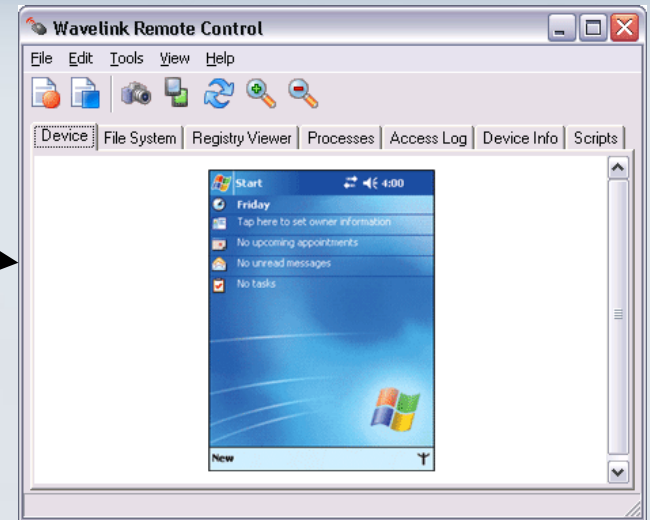 Wavelink Remote Control
File Edit Tools View Help
Device File System Registry Viewer Processes Access Log Device Info Scripts
Start 4:00
Friday
Tap here to set owner information
No upcoming appointments
No unread messages
No tasks
New